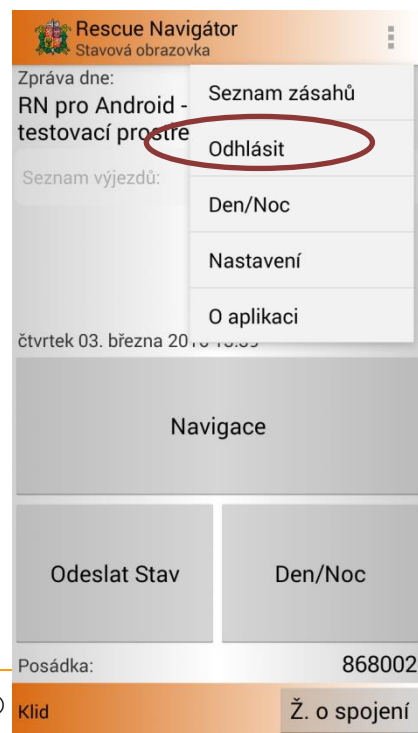 Rescue Navigátor
Stavová obrazovka
Zpráva dne:
RN pro Android -
testovací prostře
Seznam výjezdů:
Seznam zásahů
Odhlásit
Den/Noc
Nastavení
O aplikaci
čtvrtek 03. března 20
Navigace
Odeslat Stav
Den/Noc
Posádka:
868002
Klid
Ž. o spojení